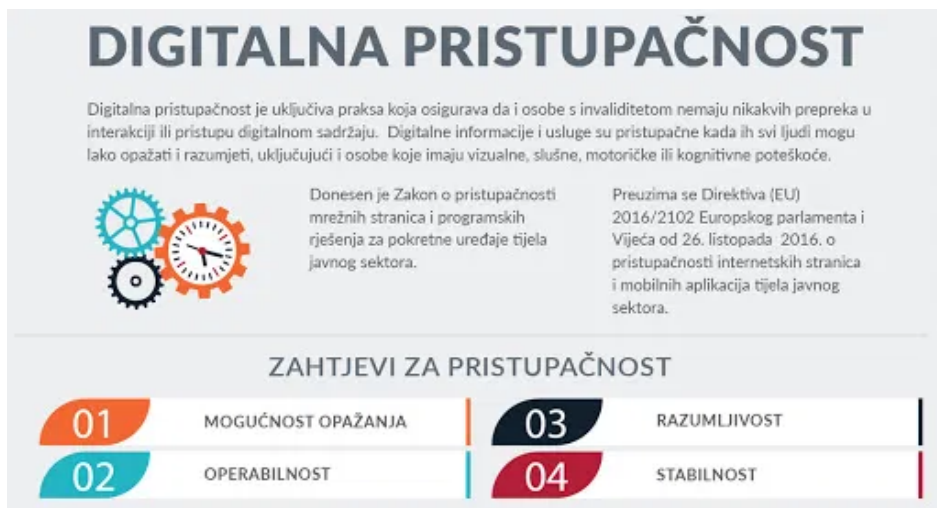 DIGITALNA PRISTUPAČNOST
Digitalna pristupačnost je uključiva praksa koja osigurava da i osobe s invaliditetom nemaju nikakvih prepreka u
interakciji ili pristupu digitalnom sadržaju. Digitalne informacije i usluge su pristupačne kada ih svi ljudi mogu
lako opažati i razumjeti, uključujući i osobe koje imaju vizualne, slušne, motoričke ili kognitivne poteškoće.
Donesen je Zakon o pristupačnosti
mrežnih stranica i programskih
rješenja za pokretne uređaje tijela
javnog sektora.
Preuzima se Direktiva (EU)
2016/2102 Europskog parlamenta i
Vijeća od 26. listopada 2016. o
pristupačnosti internetskih stranica
i mobilnih aplikacija tijela javnog
sektora.
ZAHTJEVI ZA PRISTUPAČNOST
01 MOGUĆNOST OPAŽANJA
02 OPERABILNOST
03 RAZUMLJIVOST
04 STABILNOST